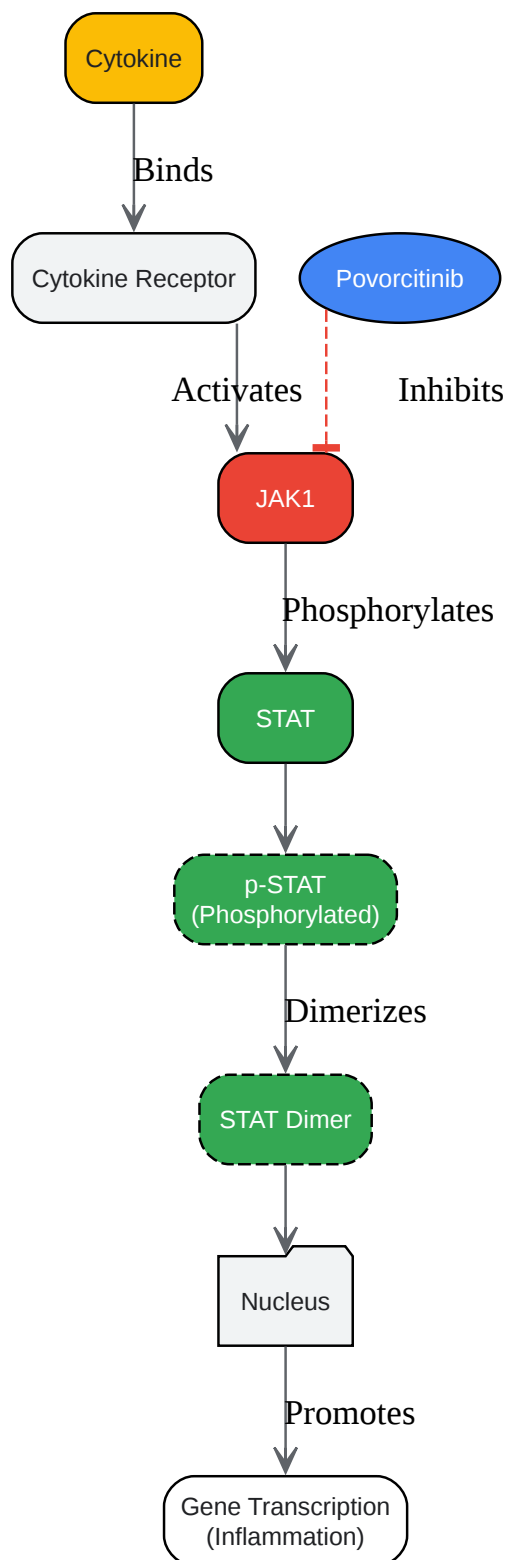 Cytokine
Binds
Cytokine Receptor
Povorcitinib
Activates
Inhibits
JAK1
Phosphorylates
STAT
p-STAT
(Phosphorylated)
Dimerizes
STAT Dimer
Nucleus
Promotes
Gene Transcription
(Inflammation)